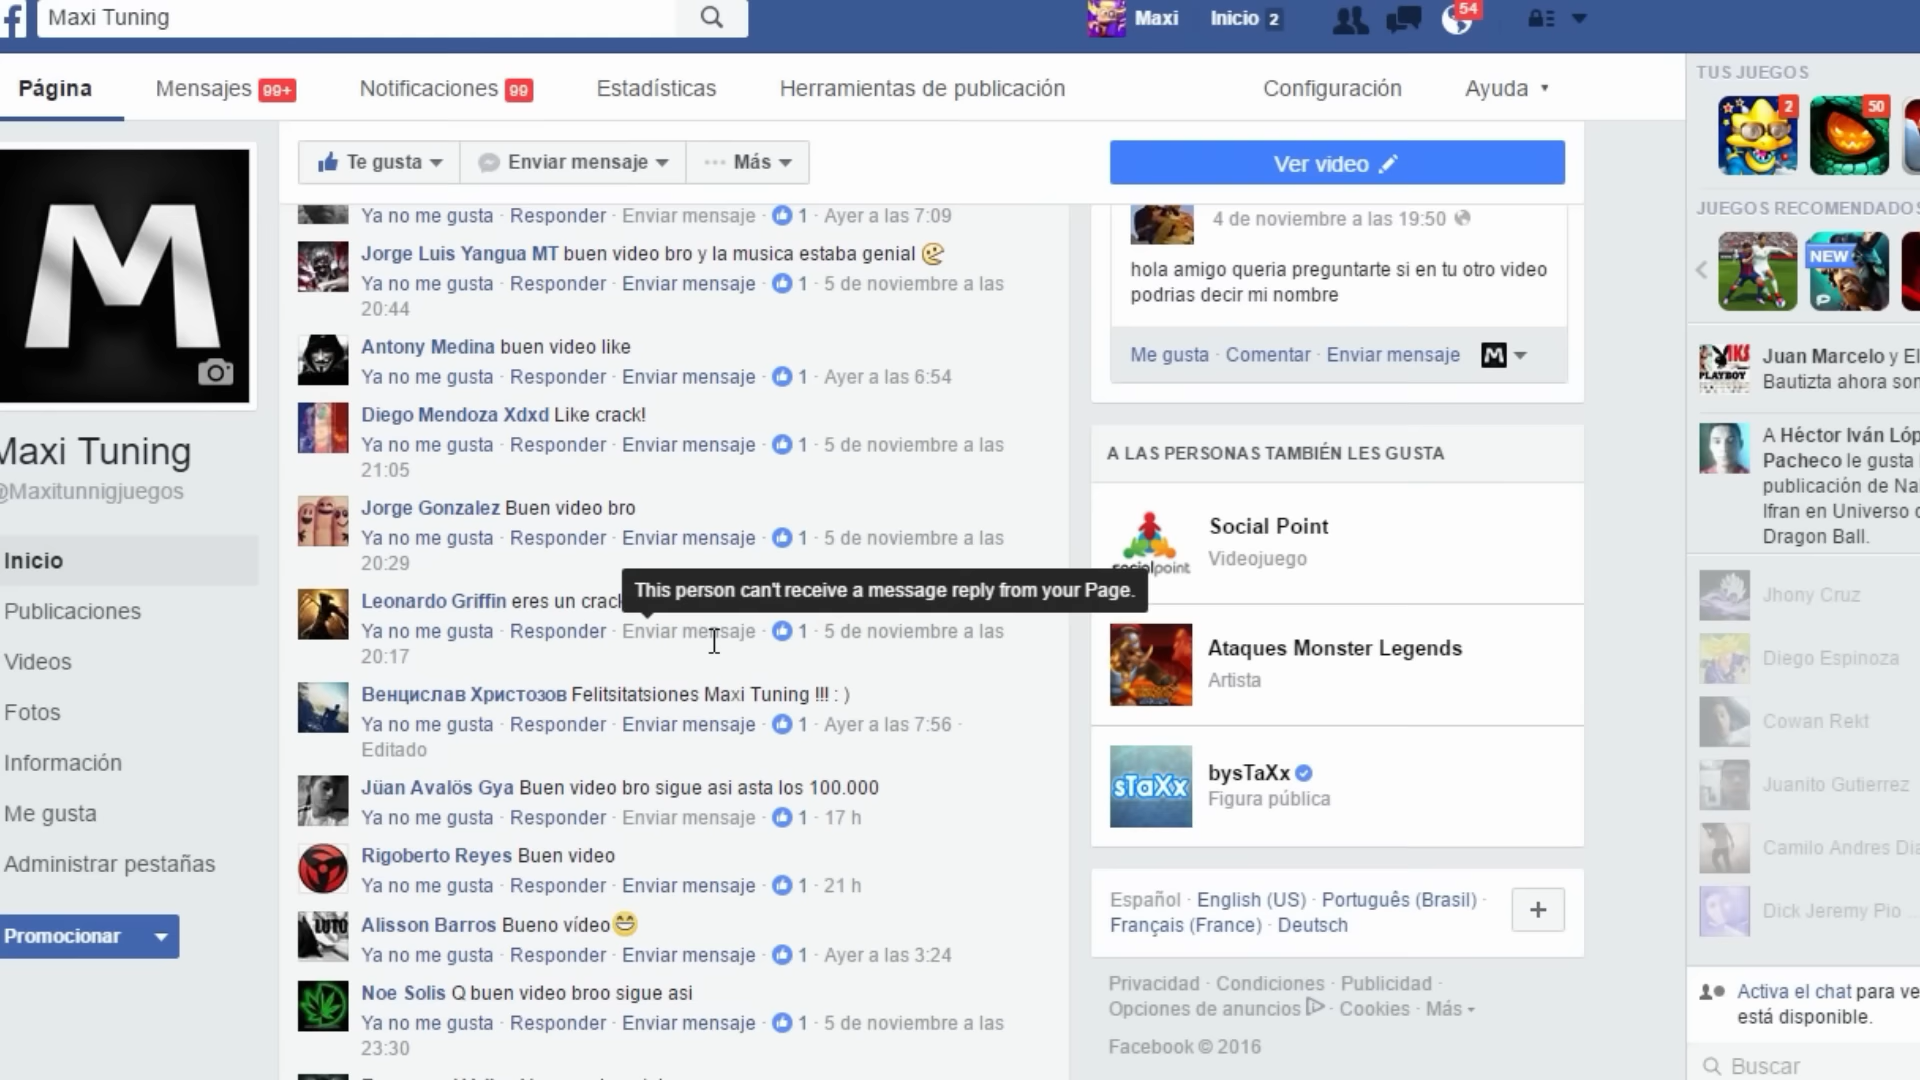 Maxi Tuning
Maxi
Inicio 2
54
Página
Mensajes 99+
Notificaciones 99
Estadísticas
Herramientas de publicación
Configuración
Ayuda
M
Maxi Tuning
@Maxitunnigjuegos
Inicio
Publicaciones
Videos
Fotos
Información
Me gusta
Administrar pestañas
Promocionar
Te gusta
Enviar mensaje
··· Más
Ver video
Ya no me gusta · Responder · Enviar mensaje · 1 · Ayer a las 7:09
Jorge Luis Yangua MT buen video bro y la musica estaba genial
Ya no me gusta · Responder · Enviar mensaje · 1 · 5 de noviembre a las
20:44
Antony Medina buen video like
Ya no me gusta · Responder · Enviar mensaje · 1 · Ayer a las 6:54
Diego Mendoza Xdxd Like crack!
Ya no me gusta · Responder · Enviar mensaje · 1 · 5 de noviembre a las
21:05
Jorge Gonzalez Buen video bro
Ya no me gusta · Responder · Enviar mensaje · 1 · 5 de noviembre a las
20:29
This person can't receive a message reply from your Page.
Leonardo Griffin eres un crack
Ya no me gusta · Responder · Enviar mensaje · 1 · 5 de noviembre a las
20:17
Венцислав Христозов Felitsitatsiones Maxi Tuning !!! : )
Ya no me gusta · Responder · Enviar mensaje · 1 · Ayer a las 7:56 ·
Editado
Jüan Avalös Gya Buen video bro sigue asi asta los 100.000
Ya no me gusta · Responder · Enviar mensaje · 1 · 17 h
Rigoberto Reyes Buen video
Ya no me gusta · Responder · Enviar mensaje · 1 · 21 h
Alisson Barros Bueno vídeo
Ya no me gusta · Responder · Enviar mensaje · 1 · Ayer a las 3:24
Noe Solis Q buen video broo sigue asi
Ya no me gusta · Responder · Enviar mensaje · 1 · 5 de noviembre a las
23:30
4 de noviembre a las 19:50
hola amigo queria preguntarte si en tu otro video
podrias decir mi nombre
Me gusta · Comentar · Enviar mensaje
M
A LAS PERSONAS TAMBIÉN LES GUSTA
socialpoint
Social Point
Videojuego
Ataques Monster Legends
Artista
sTaXx
bysTaXx
Figura pública
Español · English (US) · Português (Brasil) ·
Français (France) · Deutsch
+
Privacidad · Condiciones · Publicidad ·
Opciones de anuncios · Cookies · Más
Facebook © 2016
TUS JUEGOS
2
50
JUEGOS RECOMENDADOS
NEW
PLAYBOY
Juan Marcelo y El
Bautizta ahora son
A Héctor Iván Lóp
Pacheco le gusta
publicación de Na
Ifran en Universo
Dragon Ball.
Jhony Cruz
Diego Espinoza
Cowan Rekt
Juanito Gutierrez
Camilo Andres Dia
Dick Jeremy Pio ...
Activa el chat para ve
está disponible.
Buscar